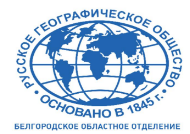 РУССКОЕ ГЕОГРАФИЧЕСКОЕ ОБЩЕСТВО
• ОСНОВАНО В 1845 г. •
БЕЛГОРОДСКОЕ ОБЛАСТНОЕ ОТДЕЛЕНИЕ